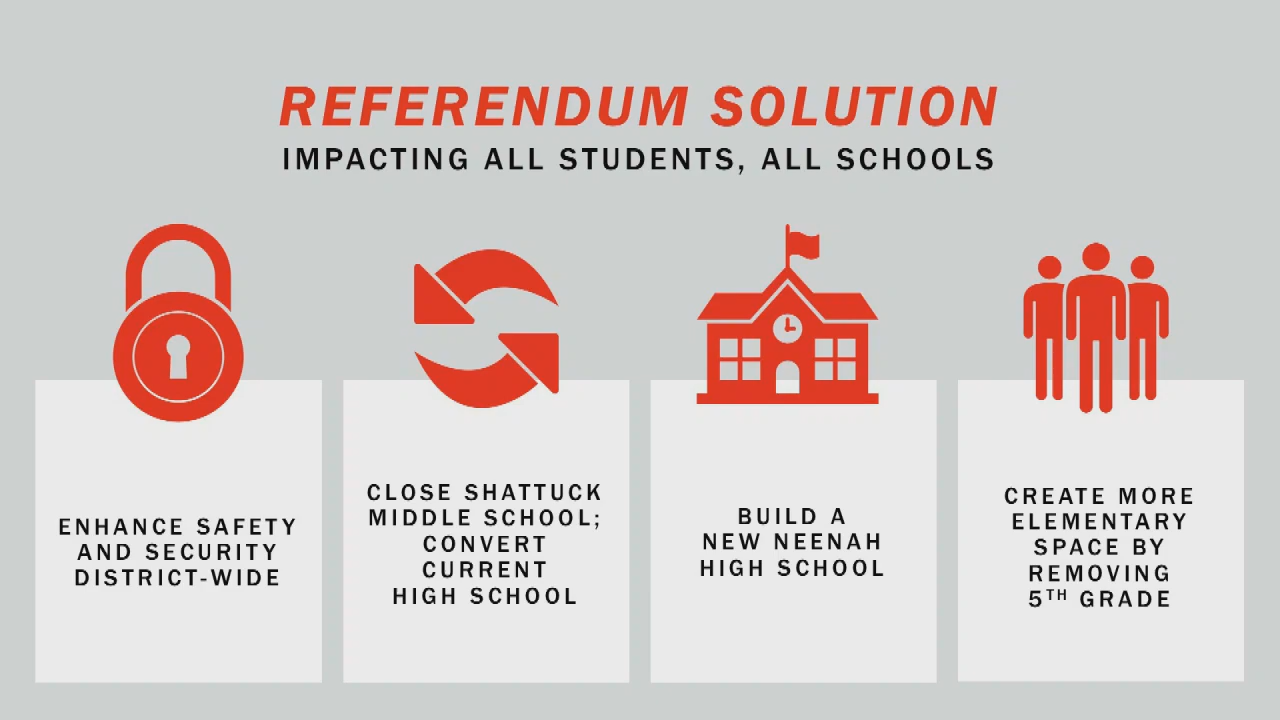 REFERENDUM SOLUTION
IMPACTING ALL STUDENTS, ALL SCHOOLS
ENHANCE SAFETY
AND SECURITY
DISTRICT-WIDE
CLOSE SHATTUCK
MIDDLE SCHOOL;
CONVERT
CURRENT
HIGH SCHOOL
BUILD A
NEW NEENAH
HIGH SCHOOL
CREATE MORE
ELEMENTARY
SPACE BY
REMOVING
5TH GRADE